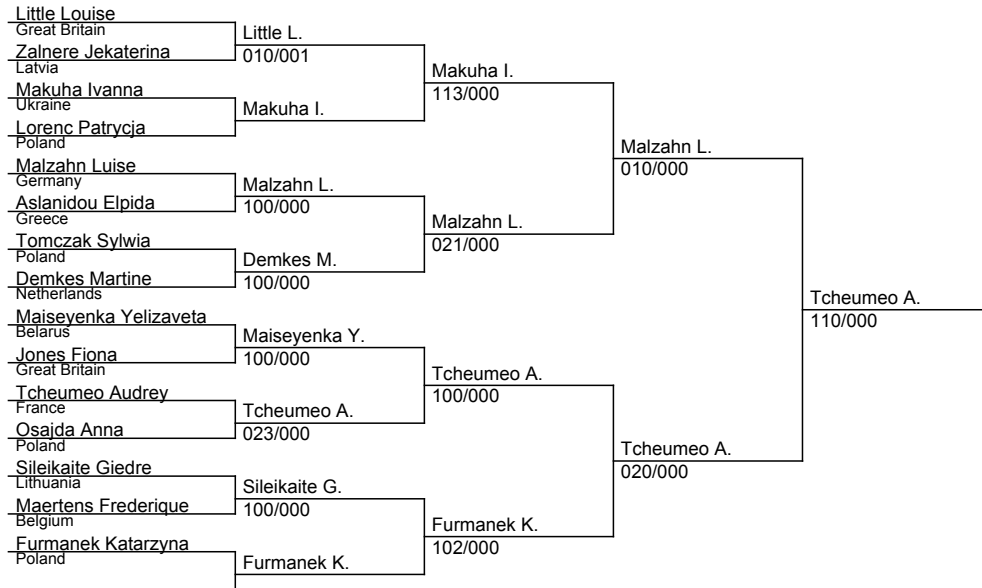 Little Louise
Great Britain
Zalnere Jekaterina
Latvia
Makuha Ivanna
Ukraine
Lorenc Patrycja
Poland
Malzahn Luise
Germany
Aslanidou Elpida
Greece
Tomczak Sylwia
Poland
Demkes Martine
Netherlands
Maiseyenka Yelizaveta
Belarus
Jones Fiona
Great Britain
Tcheumeo Audrey
France
Osajda Anna
Poland
Sileikaite Giedre
Lithuania
Maertens Frederique
Belgium
Furmanek Katarzyna
Poland
Little L.
010/001
Makuha I.
Malzahn L.
100/000
Demkes M.
100/000
Maiseyenka Y.
100/000
Tcheumeo A.
023/000
Sileikaite G.
100/000
Furmanek K.
Makuha I.
113/000
Malzahn L.
021/000
Tcheumeo A.
100/000
Furmanek K.
102/000
Malzahn L.
010/000
Tcheumeo A.
020/000
Tcheumeo A.
110/000